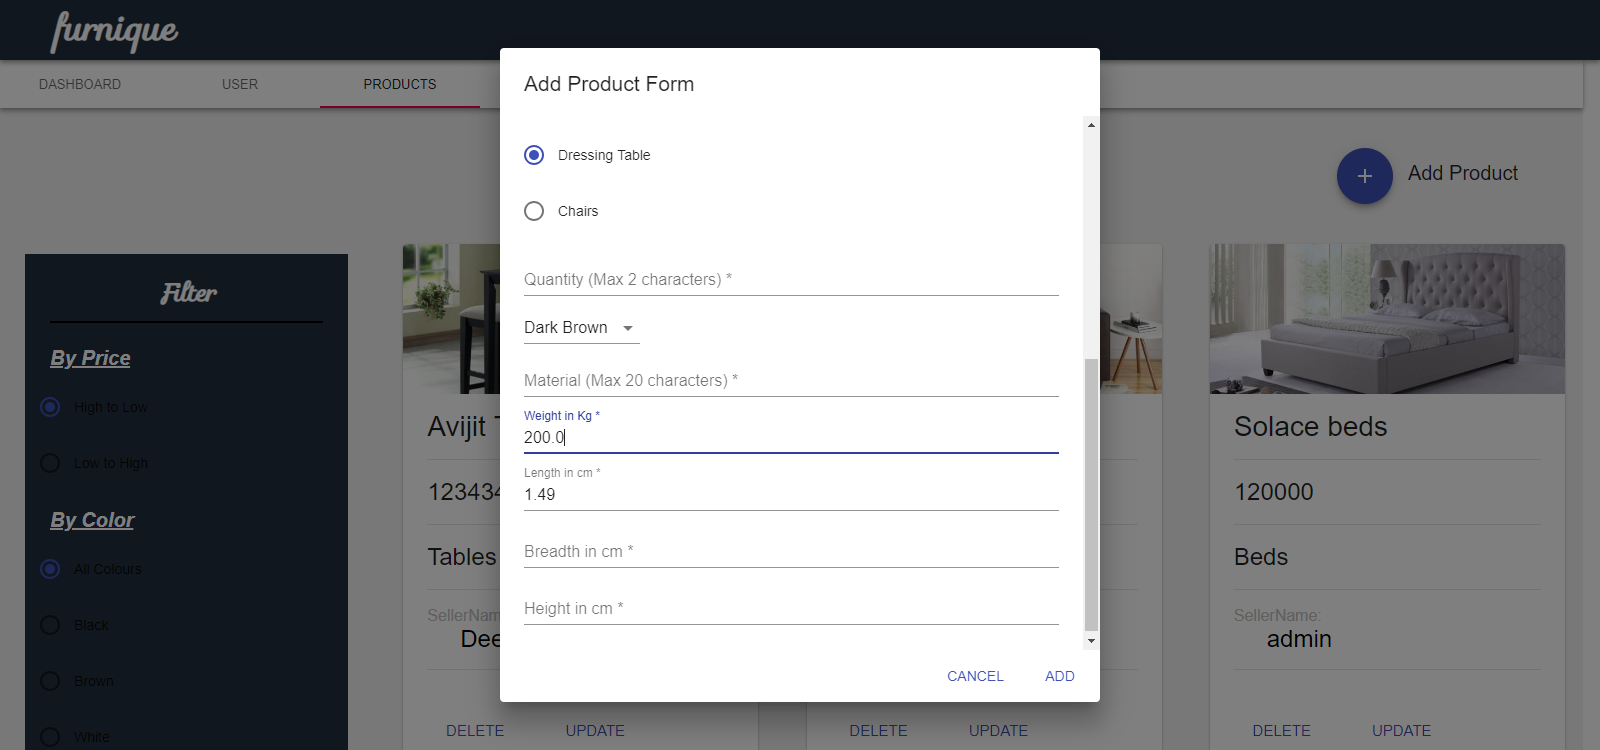 furnique
DASHBOARD
USER
PRODUCTS
Add Product
Filter
By Price
High to Low
Low to High
By Color
All Colours
Black
Brown
White
Avijit
Tables
DELETE
UPDATE
DELETE
UPDATE
Solace beds
120000
Beds
SellerName:
admin
DELETE
UPDATE
Add Product Form
Dressing Table
Chairs
Quantity (Max 2 characters) *
Dark Brown
Material (Max 20 characters) *
Weight in Kg *
200.0
Length in cm *
1.49
Breadth in cm *
Height in cm *
CANCEL
ADD